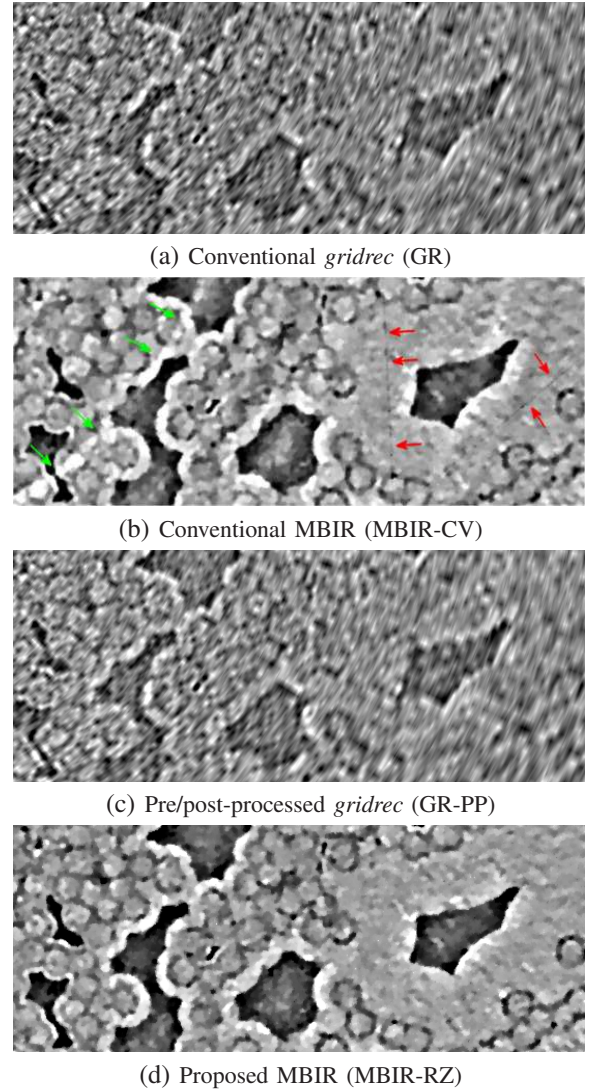 (a) Conventional gridrec (GR)
(b) Conventional MBIR (MBIR-CV)
(c) Pre/post-processed gridrec (GR-PP)
(d) Proposed MBIR (MBIR-RZ)